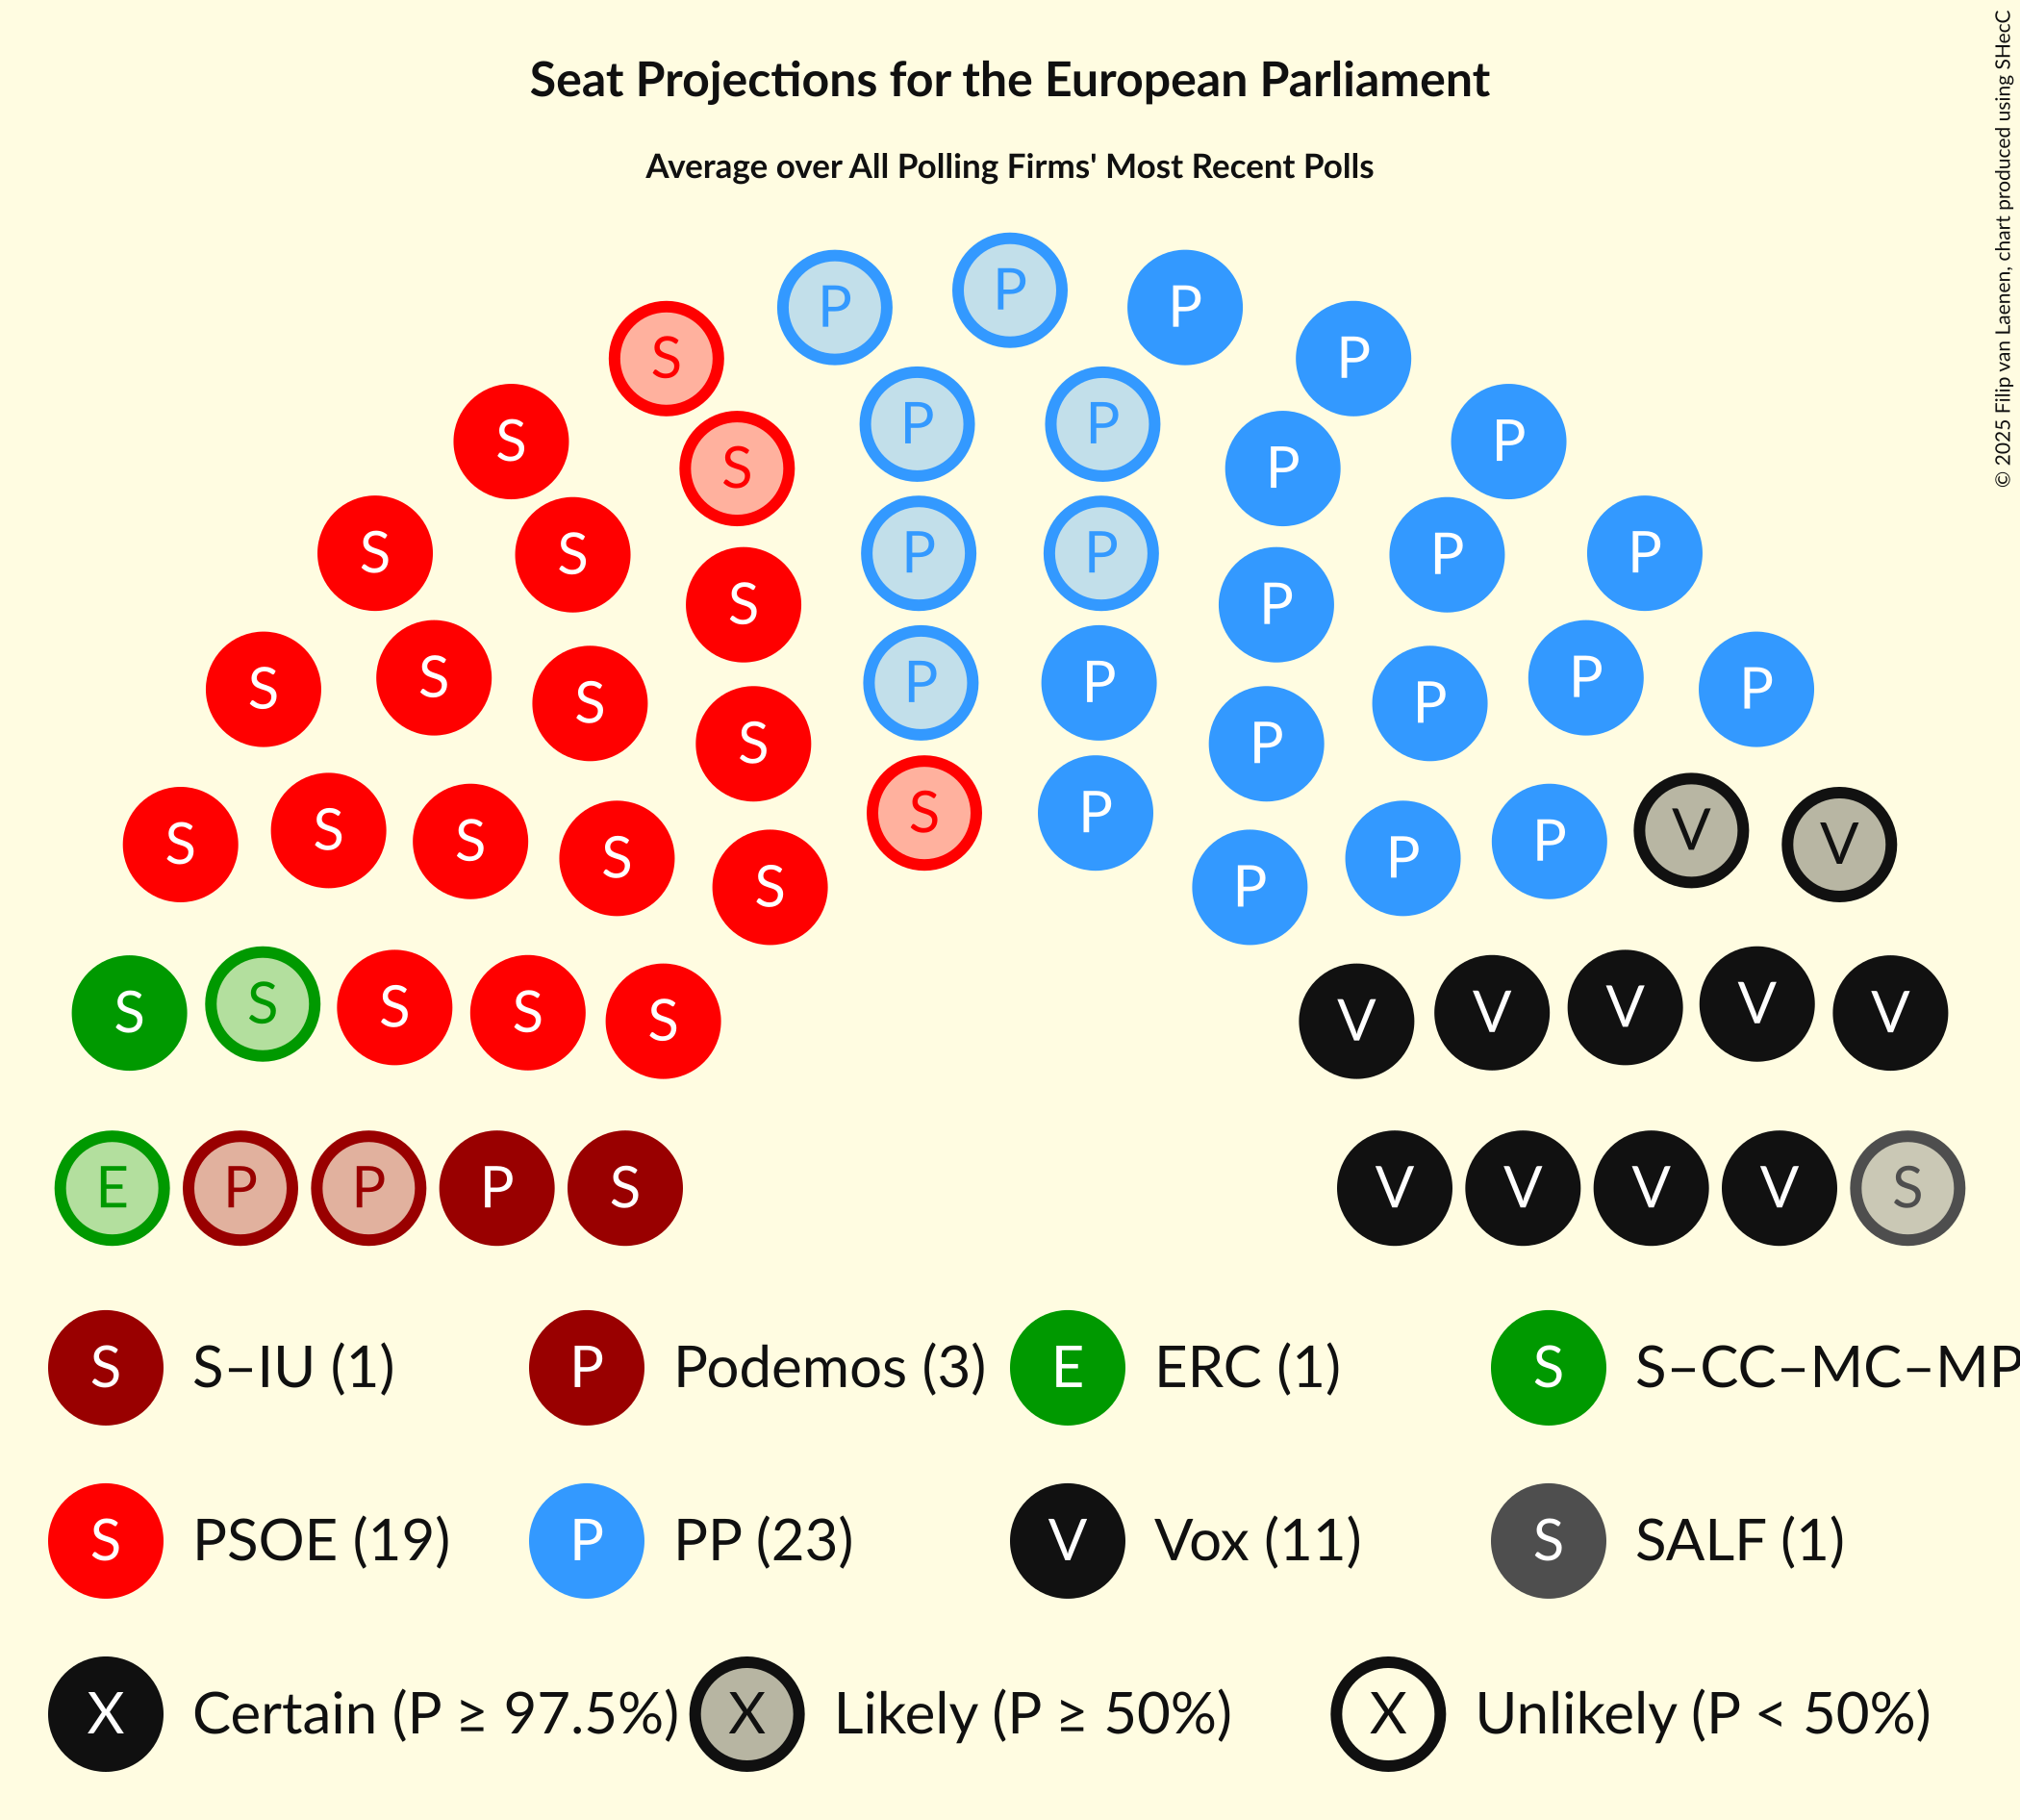 Seat Projections for the European Parliament
Average over All Polling Firms' Most Recent Polls
© 2025 Filip van Laenen, chart produced using SHecC
P P P
S P
S P P P
S P
S S P P P P
S P
S S S P P P P P
S P
S P
S S S S P P V V
S P
S S S S S V V V V V
E P P P S V V V V S
S S–IU (1) P Podemos (3) E ERC (1) S S–CC–MC–MP
S PSOE (19) P PP (23) V Vox (11) S SALF (1)
X Certain (P ≥ 97.5%) X Likely (P ≥ 50%) X Unlikely (P < 50%)